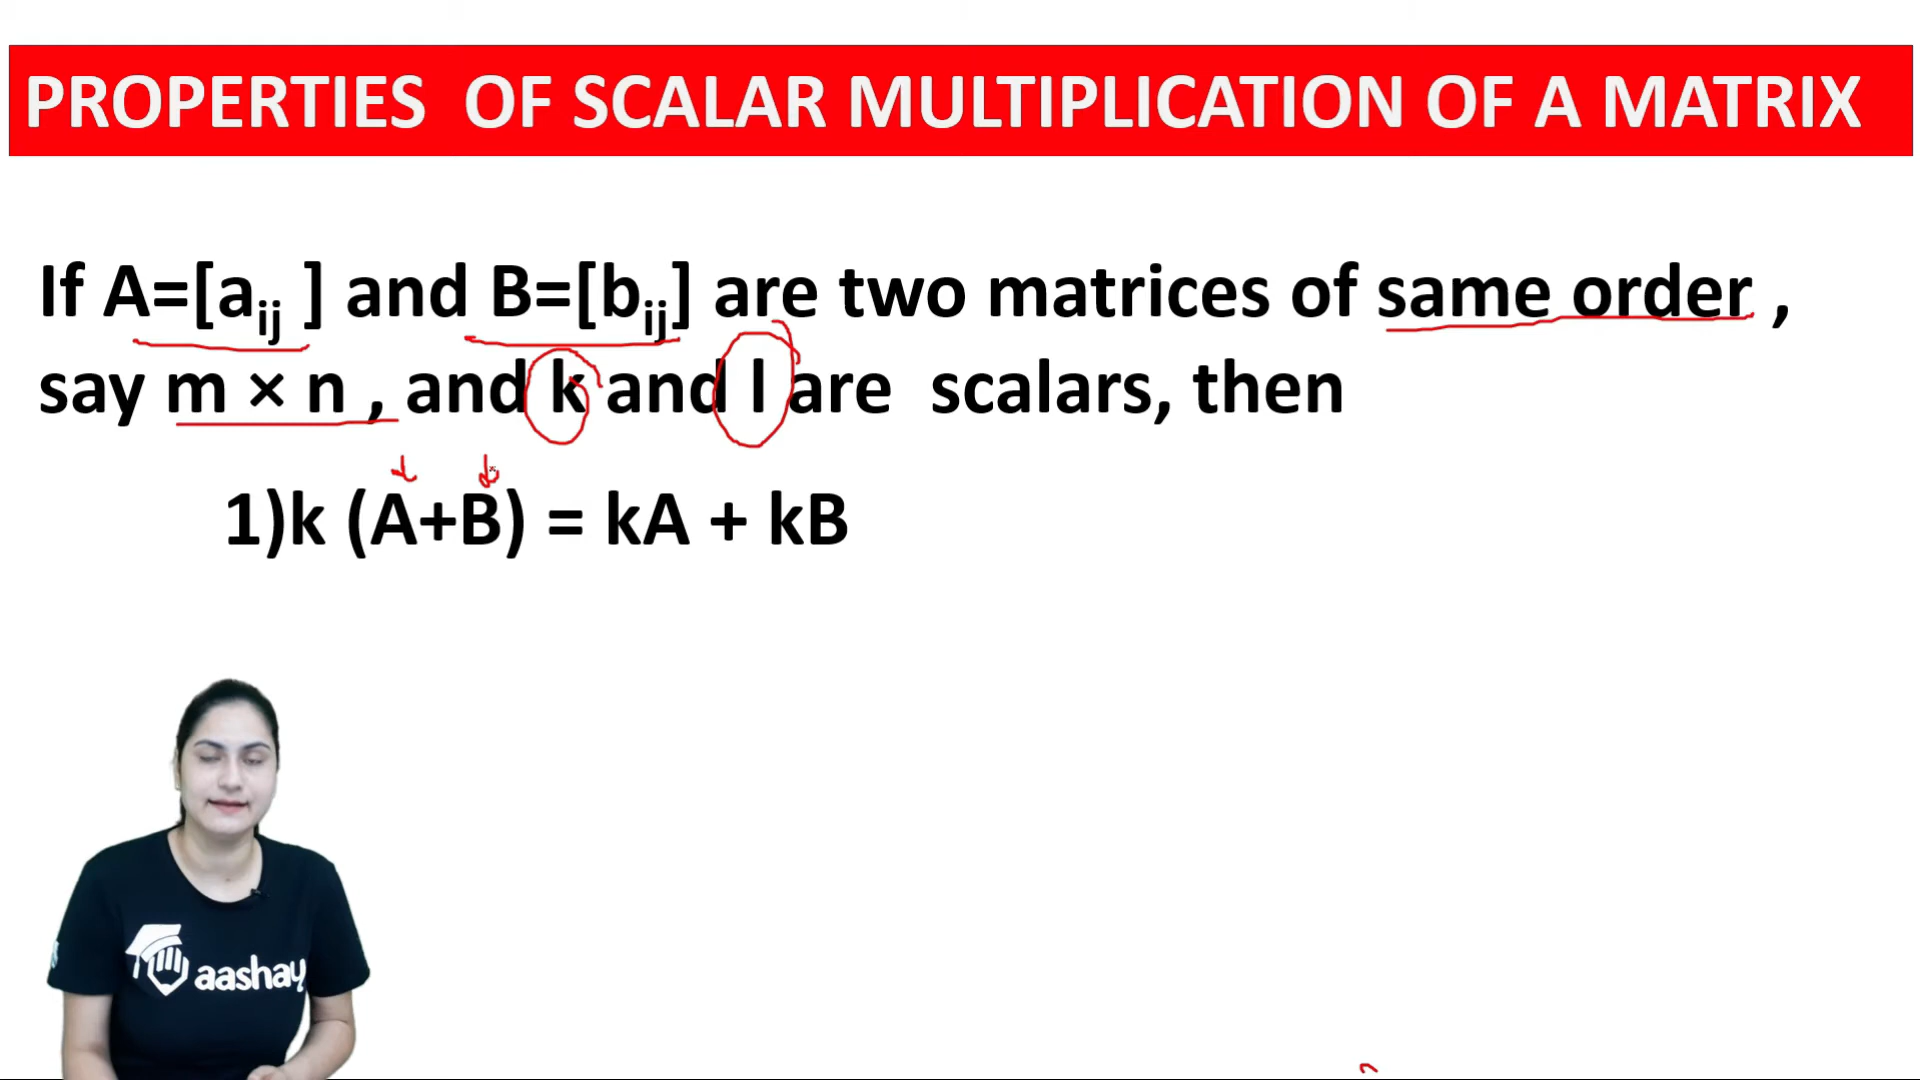 PROPERTIES OF SCALAR MULTIPLICATION OF A MATRIX
If A=[aij ] and B=[bij] are two matrices of same order ,
say m × n , and k and l are scalars, then
1)k (A+B) = kA + kB
aashay